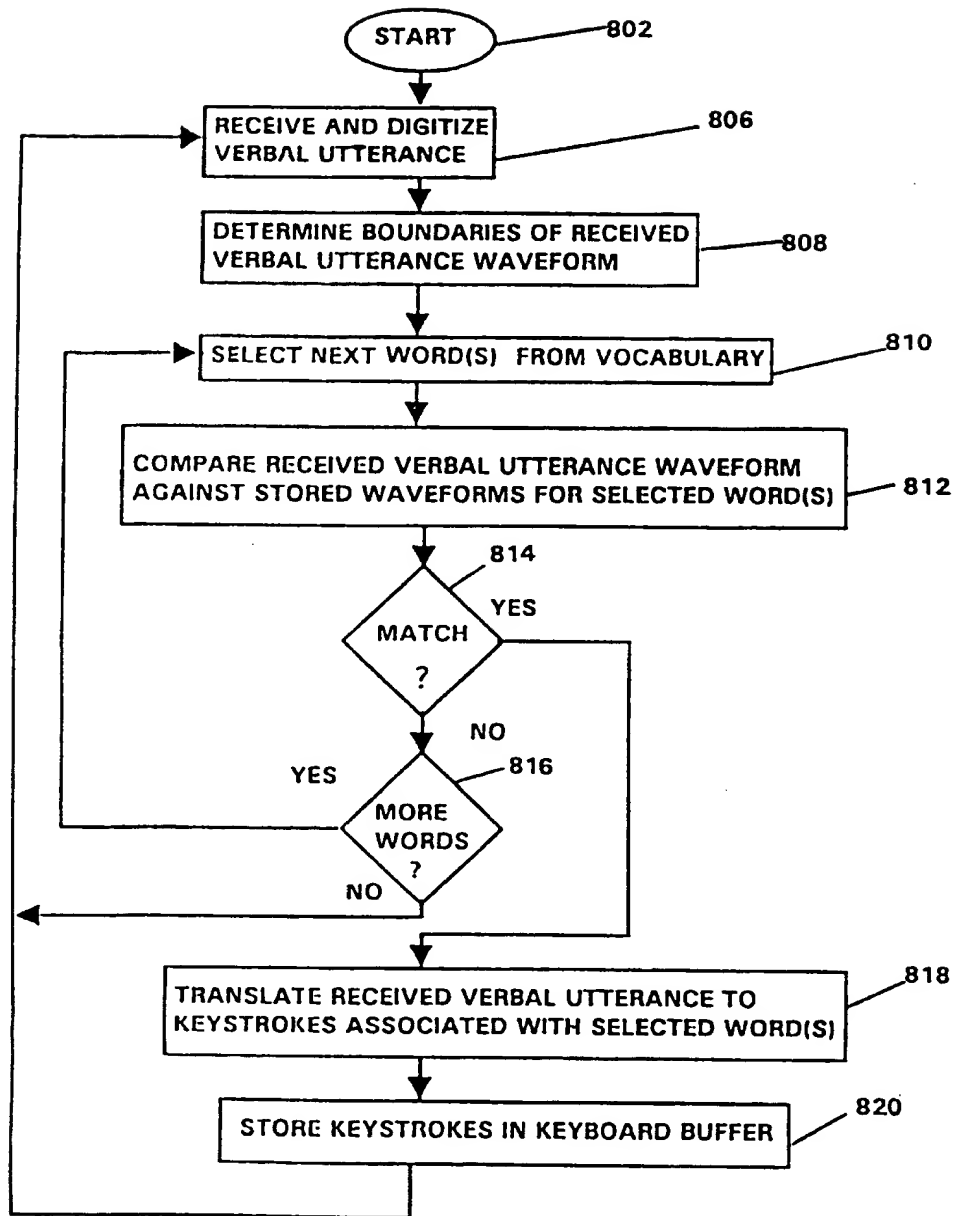 START
802
RECEIVE AND DIGITIZE
VERBAL UTTERANCE
806
DETERMINE BOUNDARIES OF RECEIVED
VERBAL UTTERANCE WAVEFORM
808
SELECT NEXT WORD(S) FROM VOCABULARY
810
COMPARE RECEIVED VERBAL UTTERANCE WAVEFORM
AGAINST STORED WAVEFORMS FOR SELECTED WORD(S)
812
814
YES
MATCH
?
NO
816
YES
MORE
WORDS
?
NO
TRANSLATE RECEIVED VERBAL UTTERANCE TO
KEYSTROKES ASSOCIATED WITH SELECTED WORD(S)
818
STORE KEYSTROKES IN KEYBOARD BUFFER
820